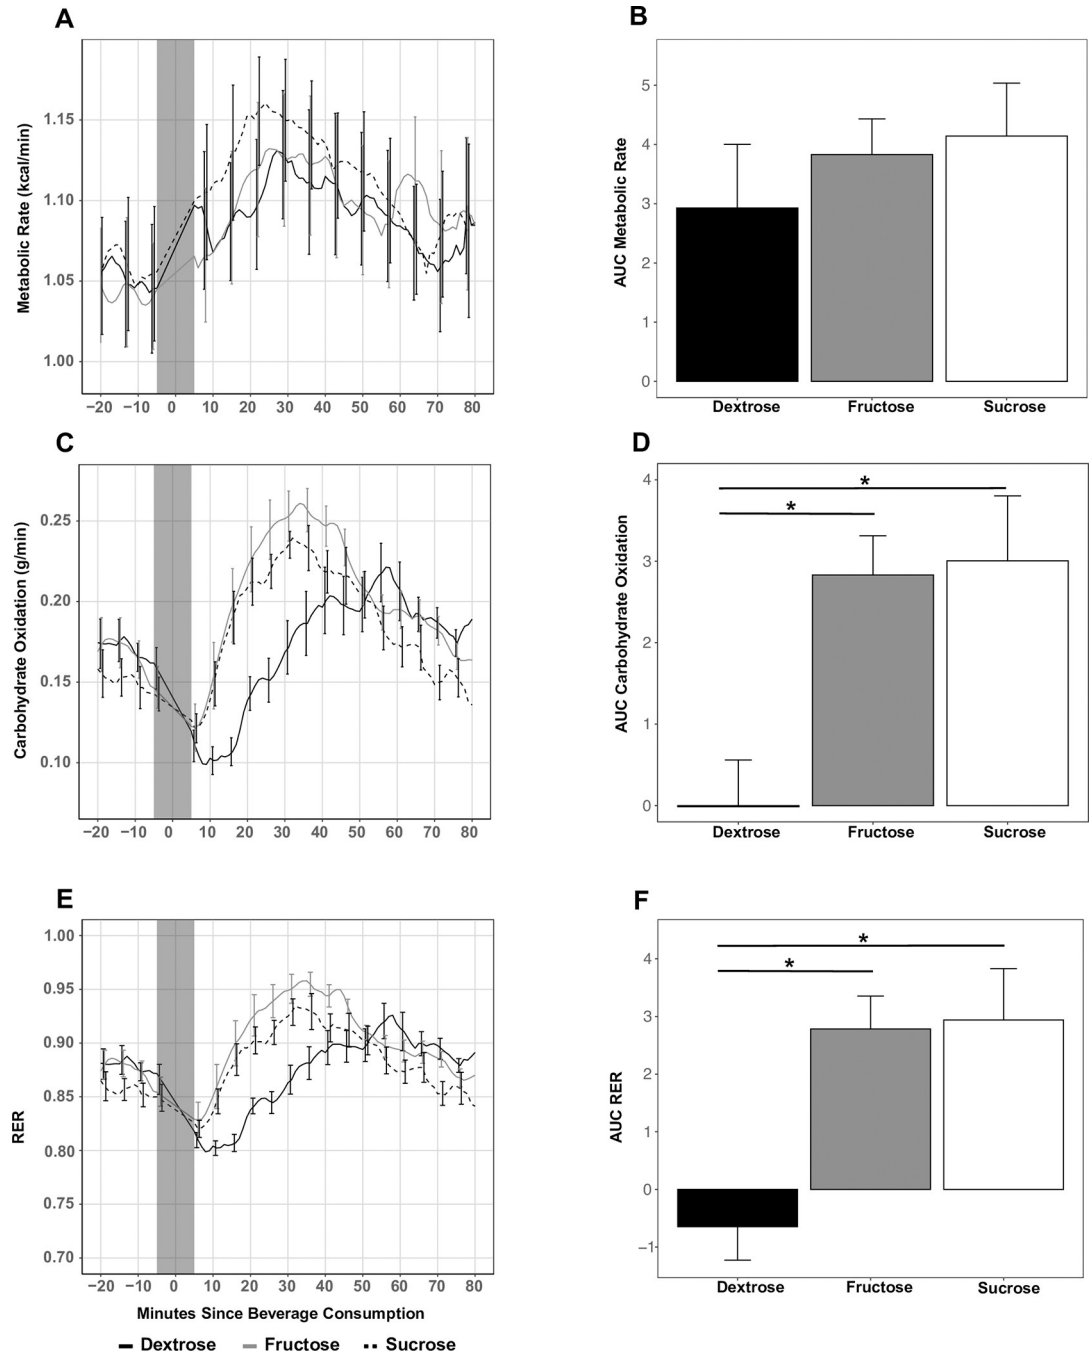 A
Metabolic Rate (kcal/min)
1.15
1.10
1.05
1.00
−20 −10 0 10 20 30 40 50 60 70 80
B
AUC Metabolic Rate
5
4
3
2
1
0
Dextrose Fructose Sucrose
C
Carbohydrate Oxidation (g/min)
0.25
0.20
0.15
0.10
−20 −10 0 10 20 30 40 50 60 70 80
D
AUC Carbohydrate Oxidation
4
3
2
1
0
*
*
Dextrose Fructose Sucrose
E
RER
1.00
0.95
0.90
0.85
0.80
0.75
0.70
−20 −10 0 10 20 30 40 50 60 70 80
Minutes Since Beverage Consumption
Dextrose Fructose Sucrose
F
AUC RER
4
3
2
1
0
−1
*
*
Dextrose Fructose Sucrose